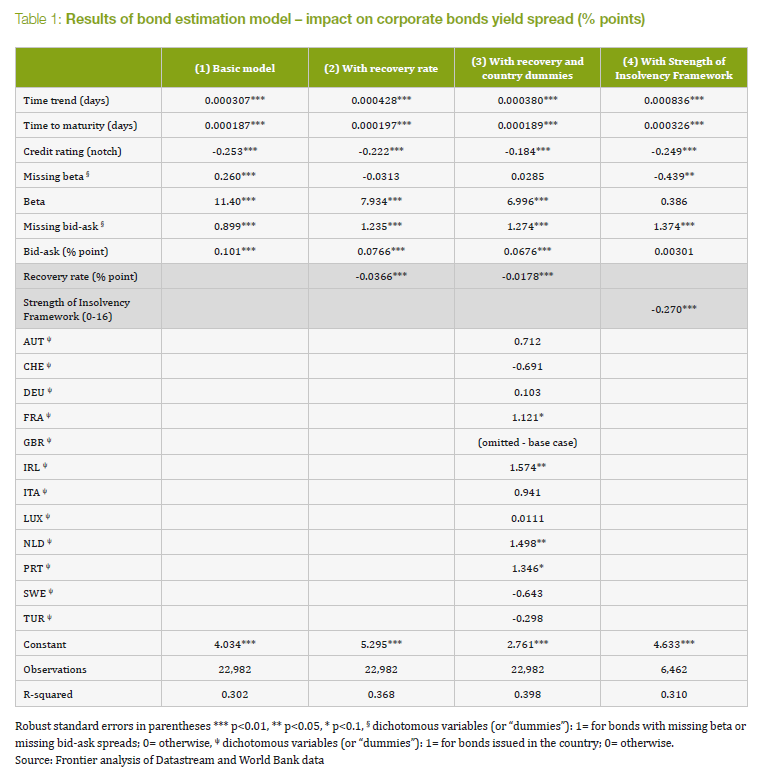 Table 1: Results of bond estimation model – impact on corporate bonds yield spread (% points)
(1) Basic model (2) With recovery rate (3) With recovery and country dummies (4) With Strength of Insolvency Framework
Time trend (days) 0.000307*** 0.000428*** 0.000380*** 0.000836***
Time to maturity (days) 0.000187*** 0.000197*** 0.000189*** 0.000326***
Credit rating (notch) -0.253*** -0.222*** -0.184*** -0.249***
Missing beta § 0.260*** -0.0313 0.0285 -0.439**
Beta 11.40*** 7.934*** 6.996*** 0.386
Missing bid-ask § 0.899*** 1.235*** 1.274*** 1.374***
Bid-ask (% point) 0.101*** 0.0766*** 0.0676*** 0.00301
Recovery rate (% point) -0.0366*** -0.0178***
Strength of Insolvency Framework (0-16) -0.270***
AUT ψ 0.712
CHE ψ -0.691
DEU ψ 0.103
FRA ψ 1.121*
GBR ψ (omitted - base case)
IRL ψ 1.574**
ITA ψ 0.941
LUX ψ 0.0111
NLD ψ 1.498**
PRT ψ 1.346*
SWE ψ -0.643
TUR ψ -0.298
Constant 4.034*** 5.295*** 2.761*** 4.633***
Observations 22,982 22,982 22,982 6,462
R-squared 0.302 0.368 0.398 0.310
Robust standard errors in parentheses *** p<0.01, ** p<0.05, * p<0.1, § dichotomous variables (or “dummies”): 1= for bonds with missing beta or
missing bid-ask spreads; 0= otherwise, ψ dichotomous variables (or “dummies”): 1= for bonds issued in the country; 0= otherwise.
Source: Frontier analysis of Datastream and World Bank data